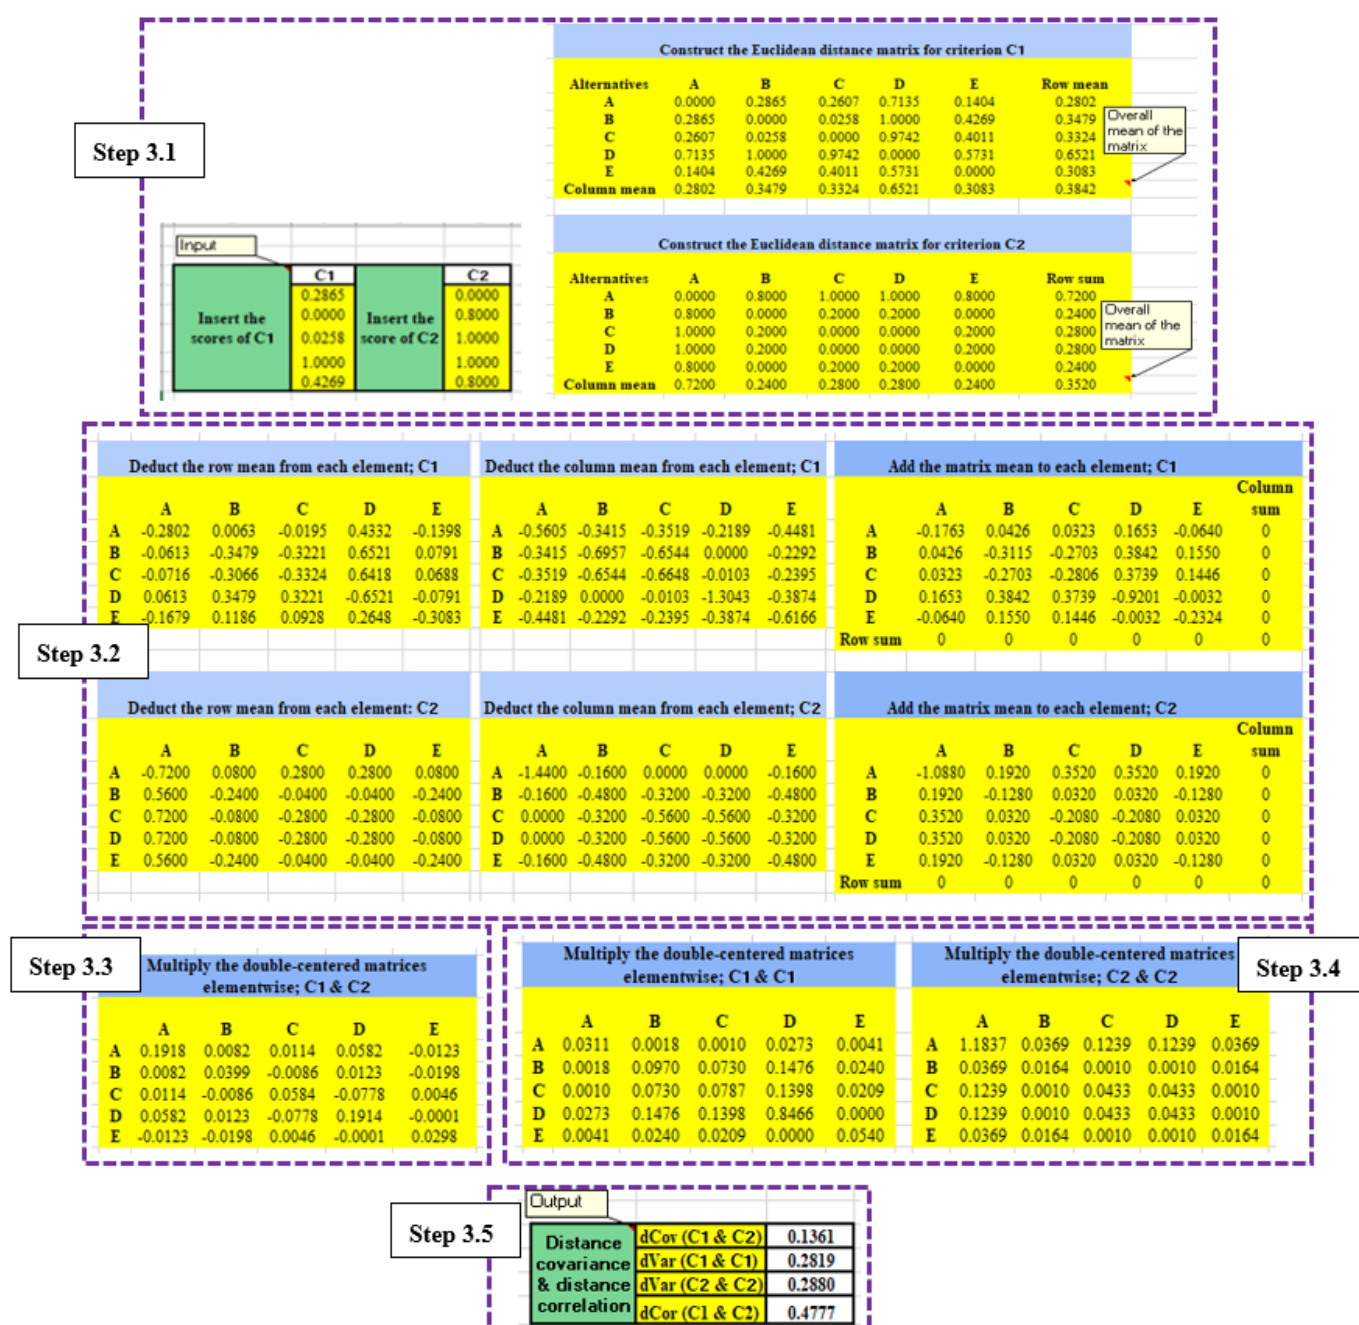 Step 3.1
Construct the Euclidean distance matrix for criterion C1
Alternatives A B C D E Row mean
A 0.0000 0.2865 0.2607 0.7135 0.1404 0.2802
B 0.2865 0.0000 0.0258 1.0000 0.4269 0.3479
C 0.2607 0.0258 0.0000 0.9742 0.4011 0.3324
D 0.7135 1.0000 0.9742 0.0000 0.5731 0.6521
E 0.1404 0.4269 0.4011 0.5731 0.0000 0.3083
Column mean 0.2802 0.3479 0.3324 0.6521 0.3083 0.3842
Overall
mean of the
matrix
Input
C1 C2
Insert the
scores of C1
0.2865
0.0000
0.0258
1.0000
0.4269
Insert the
score of C2
0.0000
0.8000
1.0000
1.0000
0.8000
Construct the Euclidean distance matrix for criterion C2
Alternatives A B C D E Row sum
A 0.0000 0.8000 1.0000 1.0000 0.8000 0.7200
B 0.8000 0.0000 0.2000 0.2000 0.0000 0.2400
C 1.0000 0.2000 0.0000 0.0000 0.2000 0.2800
D 1.0000 0.2000 0.0000 0.0000 0.2000 0.2800
E 0.8000 0.0000 0.2000 0.2000 0.0000 0.2400
Column mean 0.7200 0.2400 0.2800 0.2800 0.2400 0.3520
Overall
mean of the
matrix
Step 3.2
Deduct the row mean from each element; C1
A B C D E
A -0.2802 0.0063 -0.0195 0.4332 -0.1398
B -0.0613 -0.3479 -0.3221 0.6521 0.0791
C -0.0716 -0.3066 -0.3324 0.6418 0.0688
D 0.0613 0.3479 0.3221 -0.6521 -0.0791
E -0.1679 0.1186 0.0928 0.2648 -0.3083
Deduct the column mean from each element; C1
A B C D E
A -0.5605 -0.3415 -0.3519 -0.2189 -0.4481
B -0.3415 -0.6957 -0.6544 0.0000 -0.2292
C -0.3519 -0.6544 -0.6648 -0.0103 -0.2395
D -0.2189 0.0000 -0.0103 -1.3043 -0.3874
E -0.4481 -0.2292 -0.2395 -0.3874 -0.6166
Add the matrix mean to each element; C1
Column
A B C D E sum
A -0.1763 0.0426 0.0323 0.1653 -0.0640 0
B 0.0426 -0.3115 -0.2703 0.3842 0.1550 0
C 0.0323 -0.2703 -0.2806 0.3739 0.1446 0
D 0.1653 0.3842 0.3739 -0.9201 -0.0032 0
E -0.0640 0.1550 0.1446 -0.0032 -0.2324 0
Row sum 0 0 0 0 0 0
Deduct the row mean from each element: C2
A B C D E
A -0.7200 0.0800 0.2800 0.2800 0.0800
B 0.5600 -0.2400 -0.0400 -0.0400 -0.2400
C 0.7200 -0.0800 -0.2800 -0.2800 -0.0800
D 0.7200 -0.0800 -0.2800 -0.2800 -0.0800
E 0.5600 -0.2400 -0.0400 -0.0400 -0.2400
Deduct the column mean from each element; C2
A B C D E
A -1.4400 -0.1600 0.0000 0.0000 -0.1600
B -0.1600 -0.4800 -0.3200 -0.3200 -0.4800
C 0.0000 -0.3200 -0.5600 -0.5600 -0.3200
D 0.0000 -0.3200 -0.5600 -0.5600 -0.3200
E -0.1600 -0.4800 -0.3200 -0.3200 -0.4800
Add the matrix mean to each element; C2
Column
A B C D E sum
A -1.0880 0.1920 0.3520 0.3520 0.1920 0
B 0.1920 -0.1280 0.0320 0.0320 -0.1280 0
C 0.3520 0.0320 -0.2080 -0.2080 0.0320 0
D 0.3520 0.0320 -0.2080 -0.2080 0.0320 0
E 0.1920 -0.1280 0.0320 0.0320 -0.1280 0
Row sum 0 0 0 0 0 0
Step 3.3
Multiply the double-centered matrices
elementwise; C1 & C2
A B C D E
A 0.1918 0.0082 0.0114 0.0582 -0.0123
B 0.0082 0.0399 -0.0086 0.0123 -0.0198
C 0.0114 -0.0086 0.0584 -0.0778 0.0046
D 0.0582 0.0123 -0.0778 0.1914 -0.0001
E -0.0123 -0.0198 0.0046 -0.0001 0.0298
Step 3.4
Multiply the double-centered matrices
elementwise; C1 & C1
A B C D E
A 0.0311 0.0018 0.0010 0.0273 0.0041
B 0.0018 0.0970 0.0730 0.1476 0.0240
C 0.0010 0.0730 0.0787 0.1398 0.0209
D 0.0273 0.1476 0.1398 0.8466 0.0000
E 0.0041 0.0240 0.0209 0.0000 0.0540
Multiply the double-centered matrices
elementwise; C2 & C2
A B C D E
A 1.1837 0.0369 0.1239 0.1239 0.0369
B 0.0369 0.0164 0.0010 0.0010 0.0164
C 0.1239 0.0010 0.0433 0.0433 0.0010
D 0.1239 0.0010 0.0433 0.0433 0.0010
E 0.0369 0.0164 0.0010 0.0010 0.0164
Step 3.5
Output
Distance
covariance
& distance
correlation
dCov (C1 & C2) 0.1361
dVar (C1 & C1) 0.2819
dVar (C2 & C2) 0.2880
dCor (C1 & C2) 0.4777